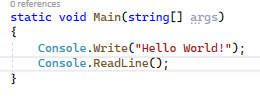 0 references
static void Main(string[] args)
{
    Console.Write("Hello World!");
    Console.ReadLine();
}